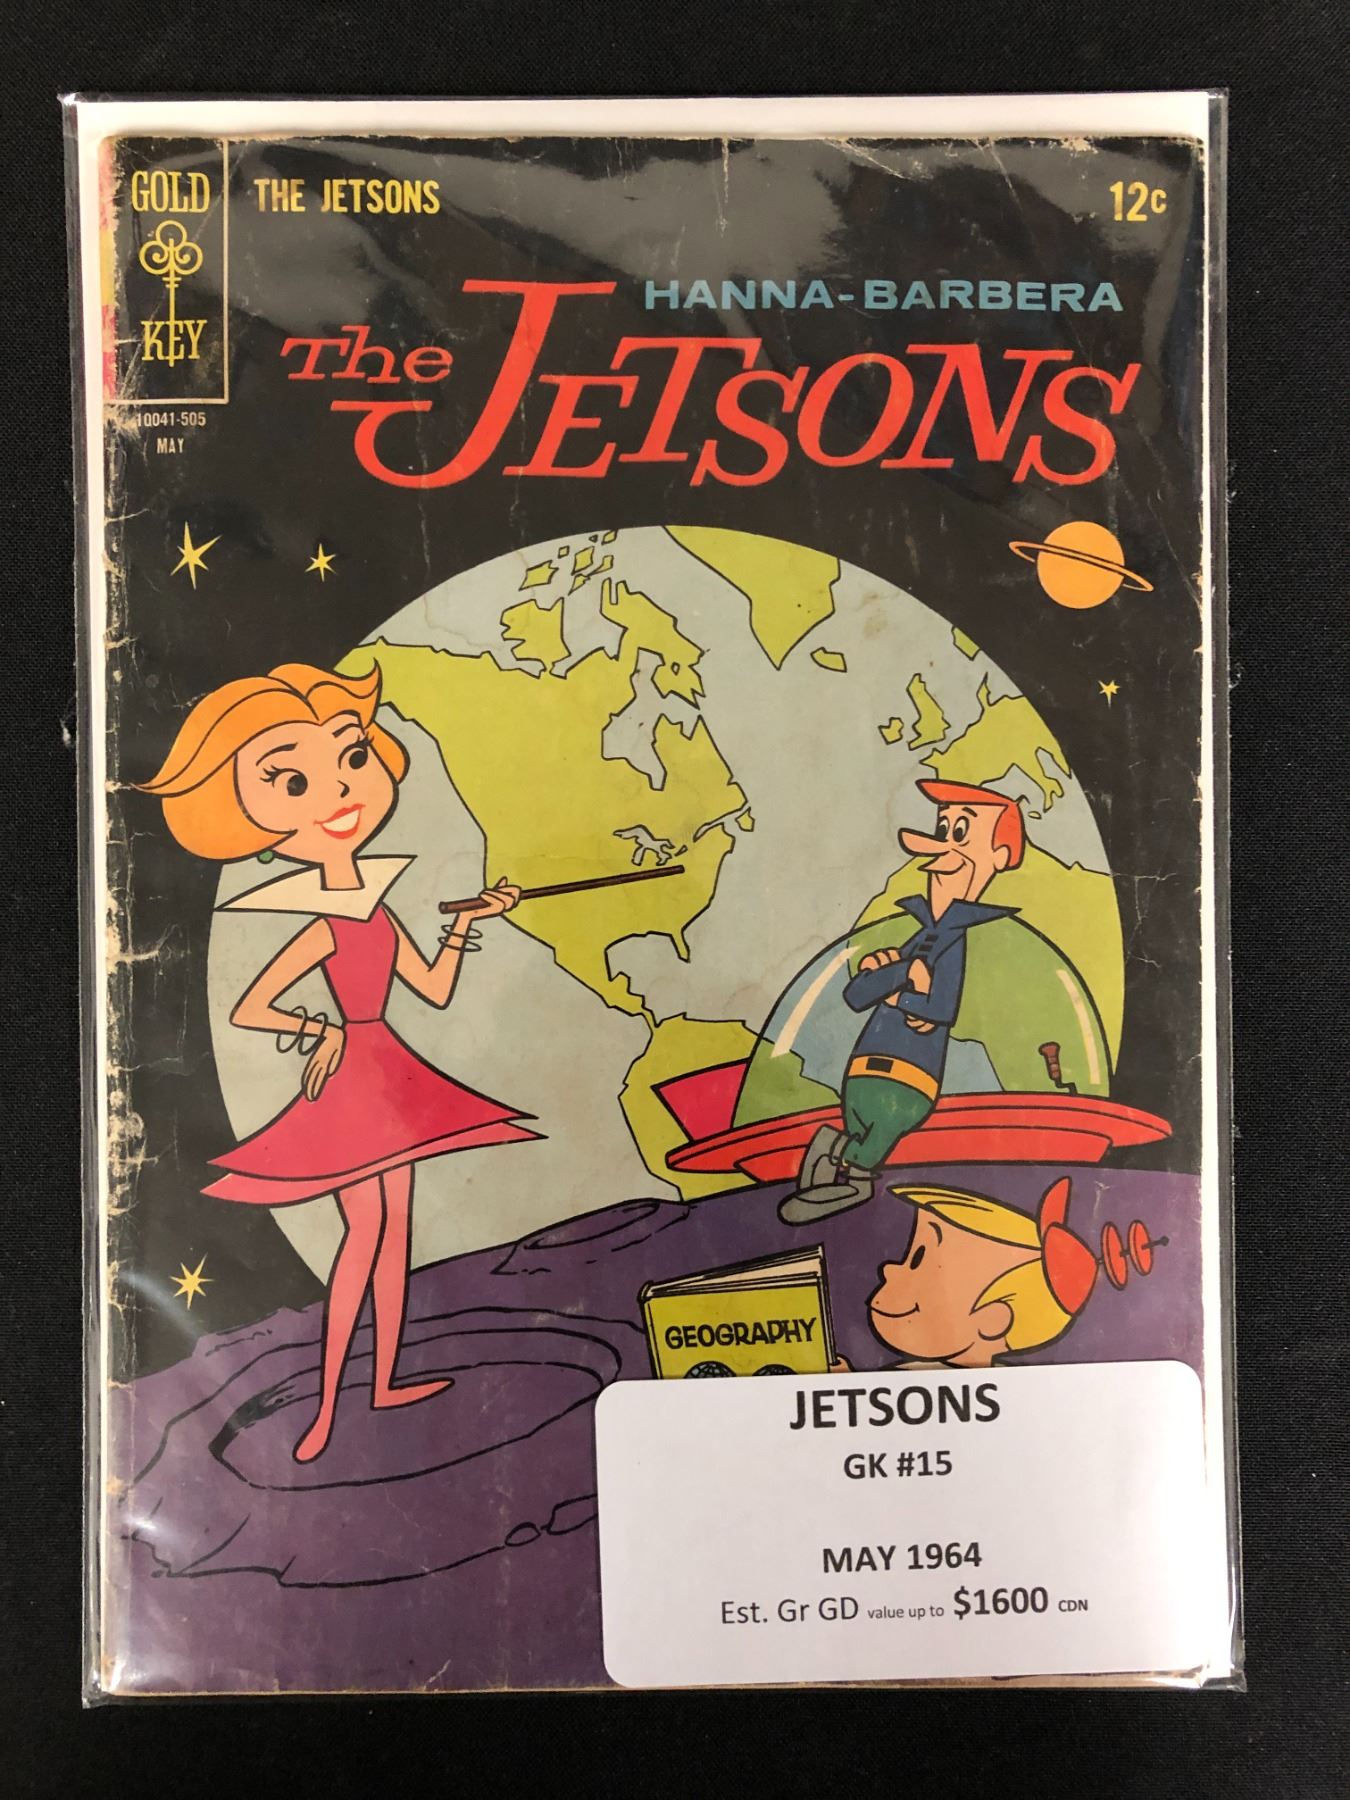 GOLD
KEY
THE JETSONS
12c
HANNA-BARBERA
The JETSONS
10041-505
MAY
GEOGRAPHY
JETSONS
GK #15
MAY 1964
Est. Gr GD value up to $1600 CDN